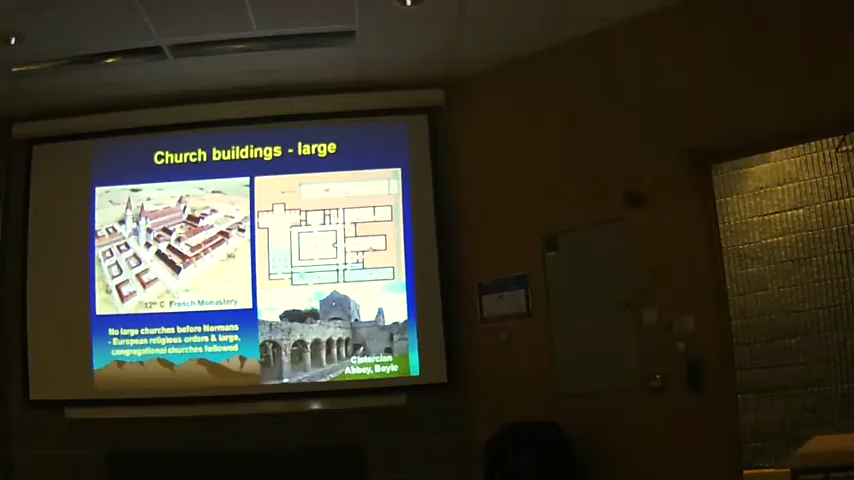 Church buildings - large
12th C French Monastery
No large churches before Normans
- European religious orders & large,
congregational churches followed
Cistercian
Abbey, Boyle